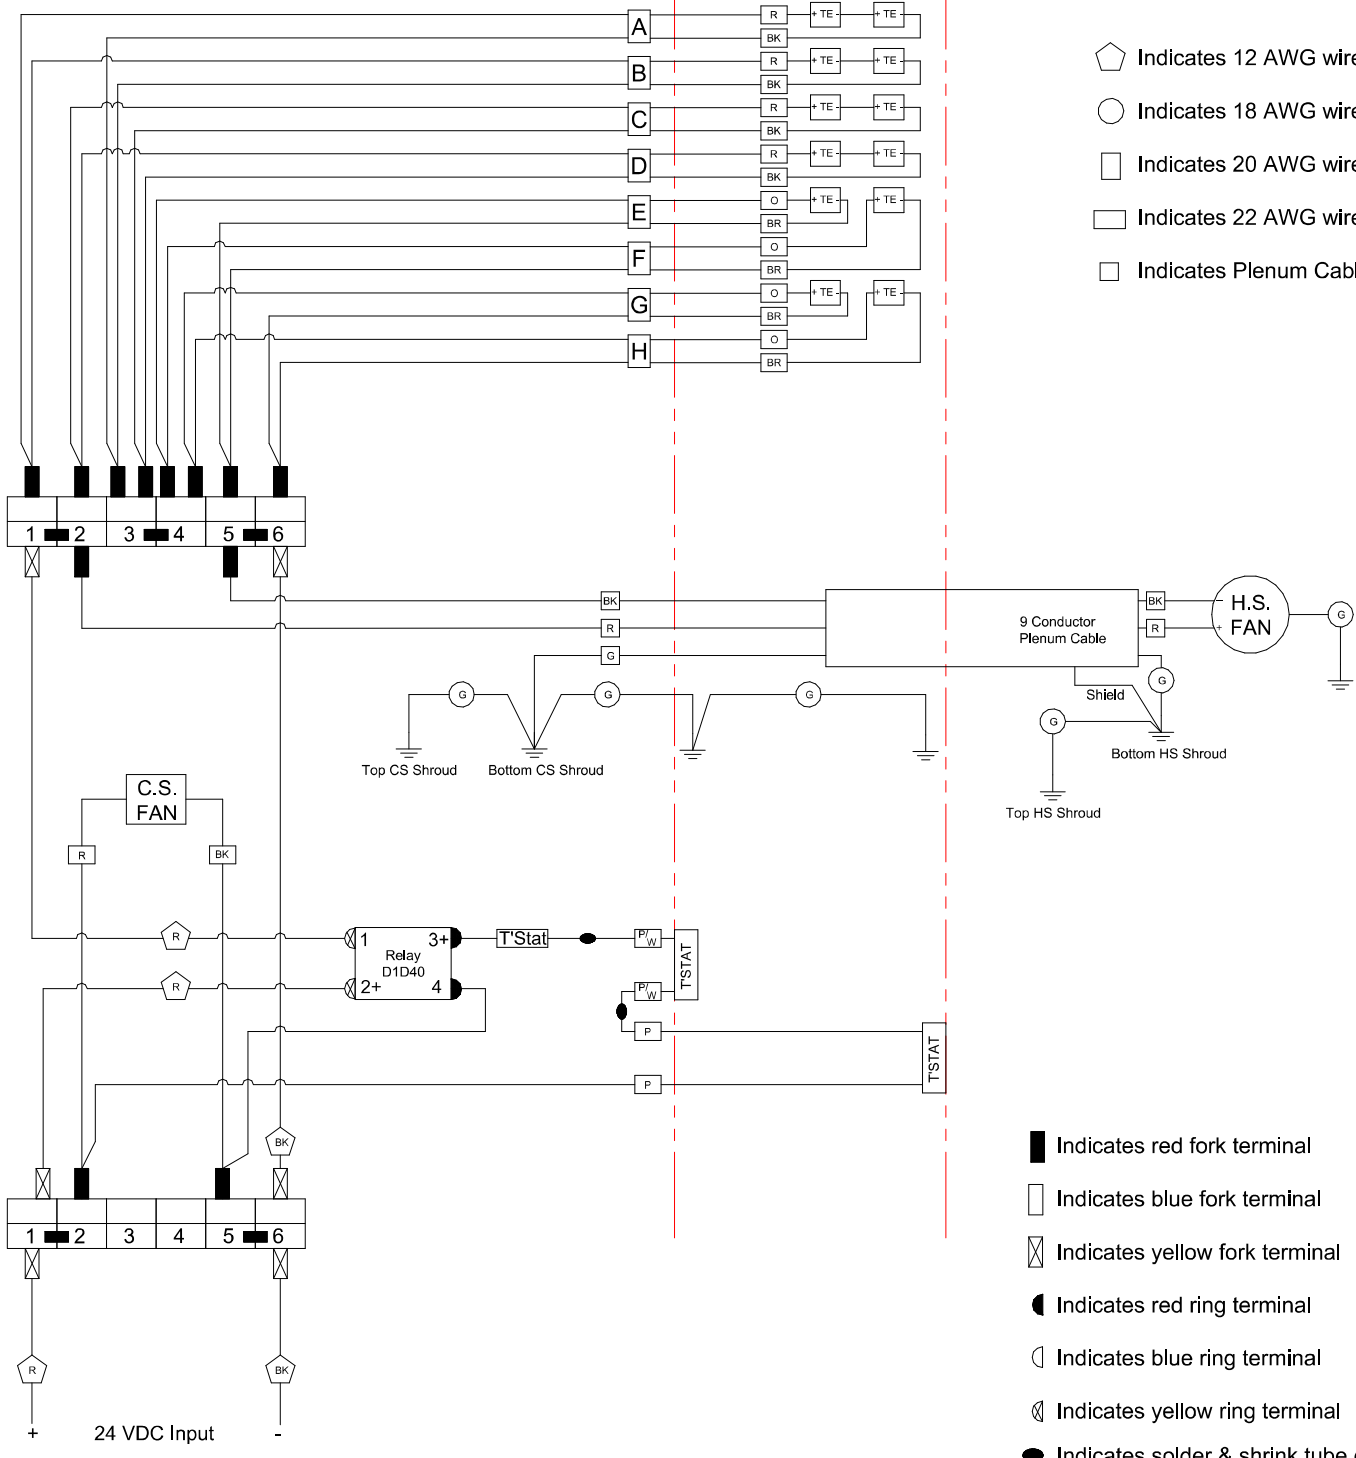 A R + TE - + TE -
BK
B R + TE - + TE -
BK
C R + TE - + TE -
BK
D R + TE - + TE -
BK
E O + TE - + TE -
BR
F O
BR
G O + TE - + TE -
BR
H O
BR
Indicates 12 AWG wire
Indicates 18 AWG wire
Indicates 20 AWG wire
Indicates 22 AWG wire
Indicates Plenum Cabl
1 2 3 4 5 6
BK
R
G
9 Conductor
Plenum Cable
BK
R
- H.S.
+ FAN
G
Shield
G
G
Bottom HS Shroud
Top HS Shroud
G G G
Top CS Shroud Bottom CS Shroud
C.S.
FAN
R BK
R
R
1 3+
Relay
D1D40
2+ 4
T'Stat
P/W
P/W
T'STAT
P
P
T'STAT
BK
1 2 3 4 5 6
R BK
+ 24 VDC Input -
Indicates red fork terminal
Indicates blue fork terminal
Indicates yellow fork terminal
Indicates red ring terminal
Indicates blue ring terminal
Indicates yellow ring terminal
Indicates solder & shrink tube